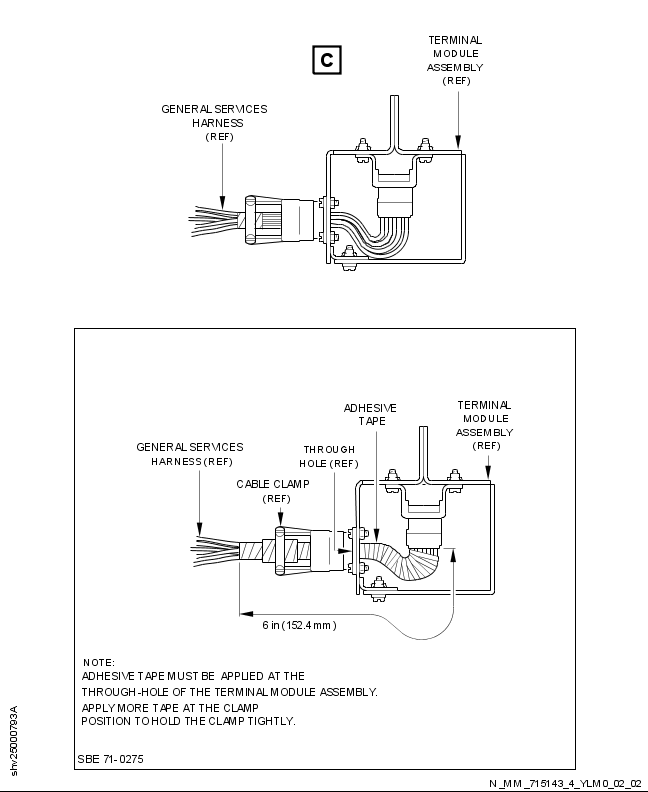 C
TERMINAL
MODULE
ASSEMBLY
(REF)
GENERAL SERVICES
HARNESS
(REF)
ADHESIVE
TAPE
TERMINAL
MODULE
ASSEMBLY
(REF)
GENERAL SERVICES
HARNESS (REF)
THROUGH
HOLE (REF)
CABLE CLAMP
(REF)
6 in (152.4 mm)
NOTE:
ADHESIVE TAPE MUST BE APPLIED AT THE
THROUGH-HOLE OF THE TERMINAL MODULE ASSEMBLY.
APPLY MORE TAPE AT THE CLAMP
POSITION TO HOLD THE CLAMP TIGHTLY.
SBE 71-0275
shv25000793A
N_MM_715143_4_YLM0_02_02